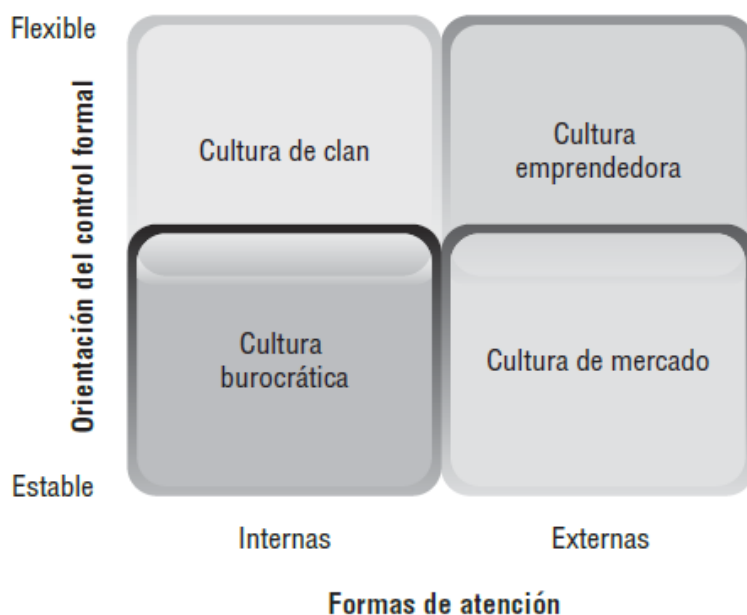 Flexible
Orientación del control formal
Cultura de clan
Cultura
emprendedora
Cultura
burocrática
Cultura de mercado
Estable
Internas
Externas
Formas de atención